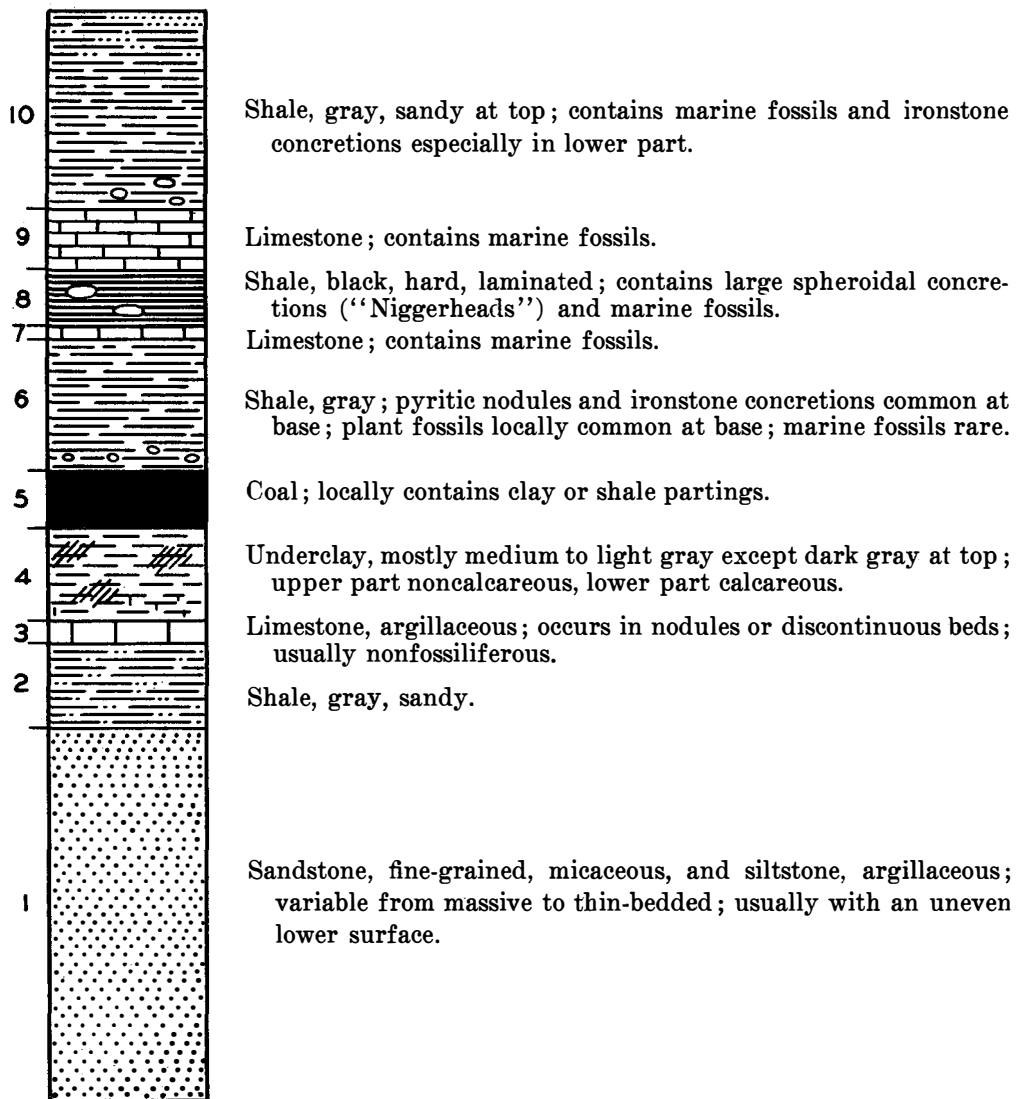 10
Shale, gray, sandy at top; contains marine fossils and ironstone
concretions especially in lower part.
9
Limestone; contains marine fossils.
8
Shale, black, hard, laminated; contains large spheroidal concre-
tions (“Niggerheads”) and marine fossils.
7
Limestone; contains marine fossils.
6
Shale, gray; pyritic nodules and ironstone concretions common at
base; plant fossils locally common at base; marine fossils rare.
5
Coal; locally contains clay or shale partings.
4
Underclay, mostly medium to light gray except dark gray at top;
upper part noncalcareous, lower part calcareous.
3
Limestone, argillaceous; occurs in nodules or discontinuous beds;
usually nonfossiliferous.
2
Shale, gray, sandy.
1
Sandstone, fine-grained, micaceous, and siltstone, argillaceous;
variable from massive to thin-bedded; usually with an uneven
lower surface.